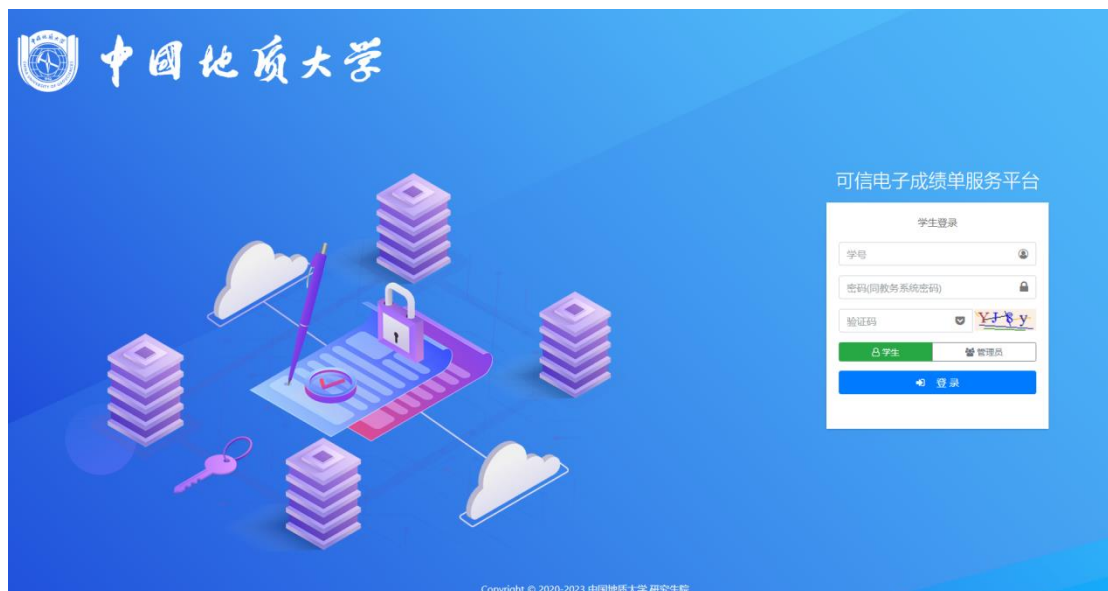 中國地质大学
可信电子成绩单服务平台
学生登录
学号
密码(同教务系统密码)
验证码
YJ8y
学生
管理员
登录
Copyright © 2020-2023 中国地质大学 研究生院